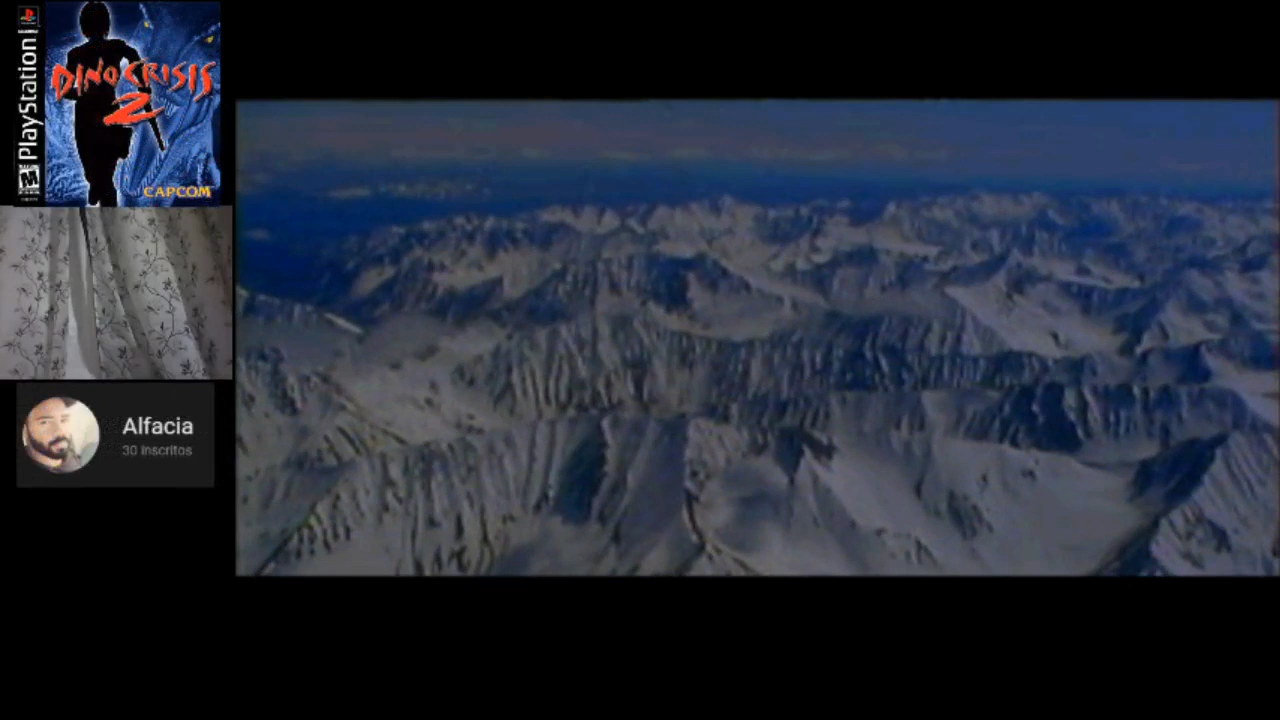 PlayStation
DINO CRISIS
2
CAPCOM
M
Alfacia
30 inscritos